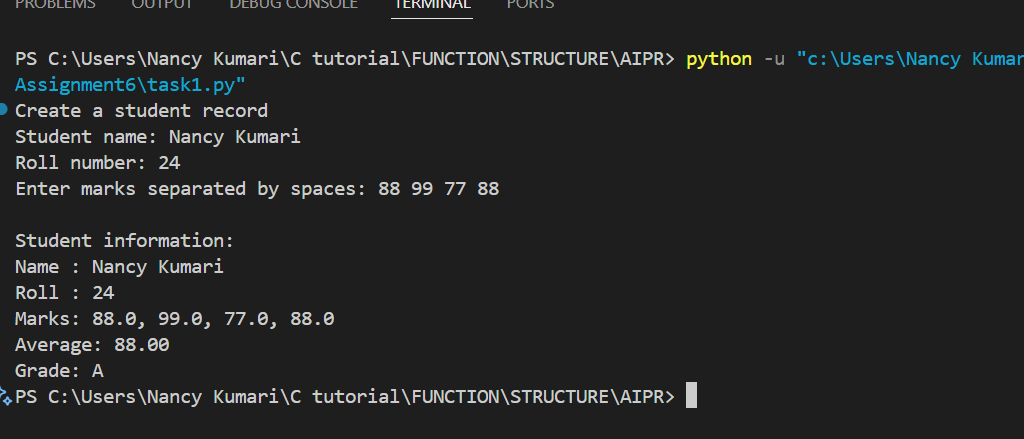 PROBLEMS OUTPUT DEBUG CONSOLE TERMINAL PORTS
PS C:\Users\Nancy Kumari\C tutorial\FUNCTION\STRUCTURE\AIPR> python -u "c:\Users\Nancy Kumar
Assignment6\task1.py"
Create a student record
Student name: Nancy Kumari
Roll number: 24
Enter marks separated by spaces: 88 99 77 88
Student information:
Name : Nancy Kumari
Roll : 24
Marks: 88.0, 99.0, 77.0, 88.0
Average: 88.00
Grade: A
PS C:\Users\Nancy Kumari\C tutorial\FUNCTION\STRUCTURE\AIPR>